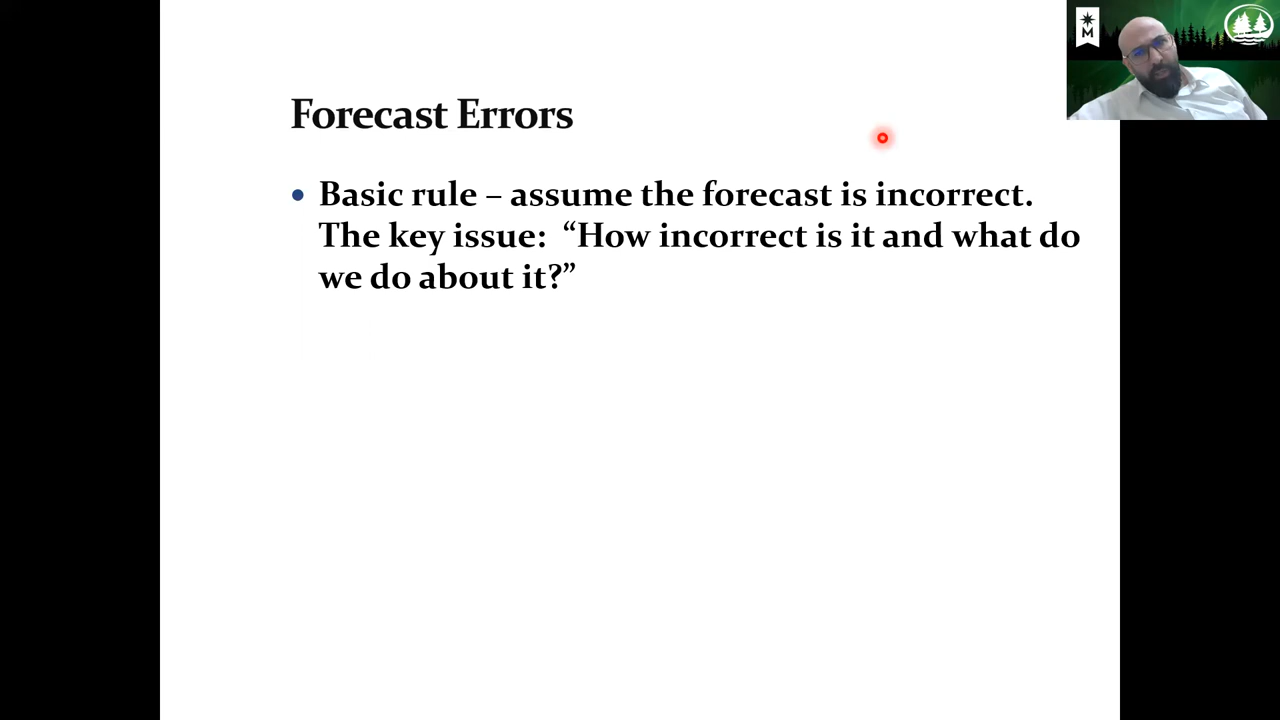 M
Forecast Errors
• Basic rule – assume the forecast is incorrect.
The key issue:  “How incorrect is it and what do
we do about it?”